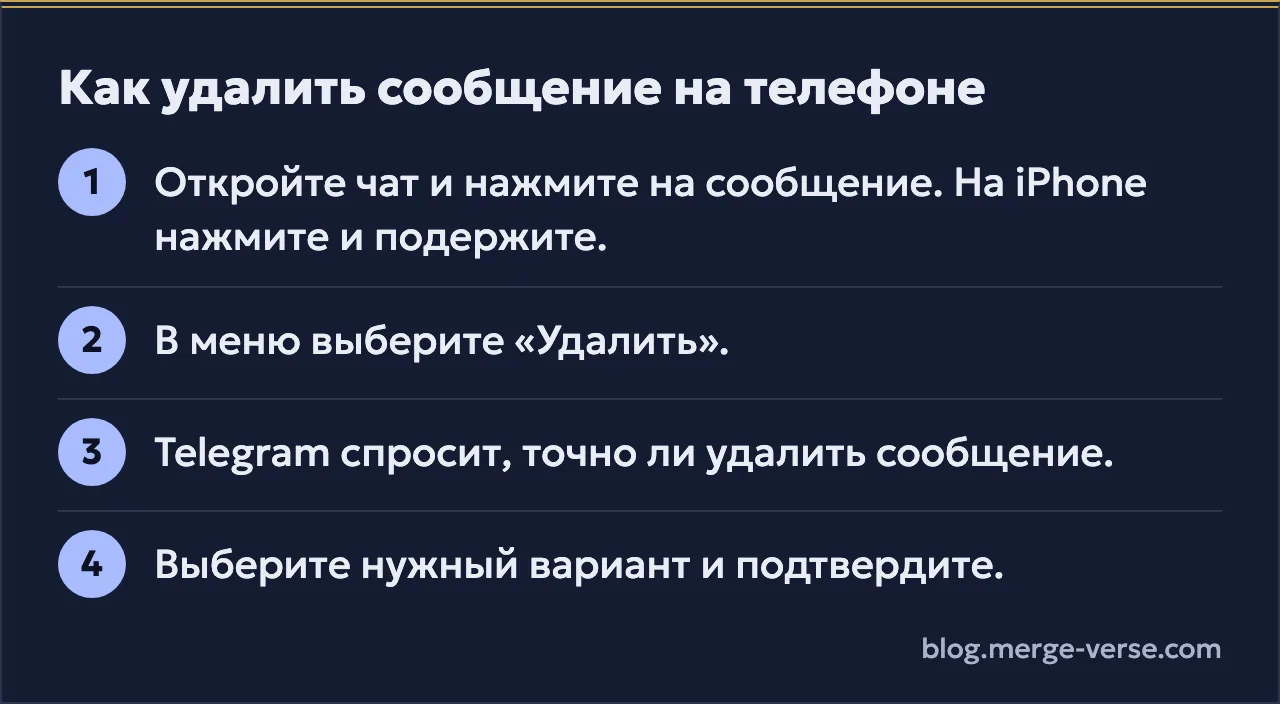 Как удалить сообщение на телефоне
1 Откройте чат и нажмите на сообщение. На iPhone
нажмите и подержите.
2 В меню выберите «Удалить».
3 Telegram спросит, точно ли удалить сообщение.
4 Выберите нужный вариант и подтвердите.
blog.merge-verse.com